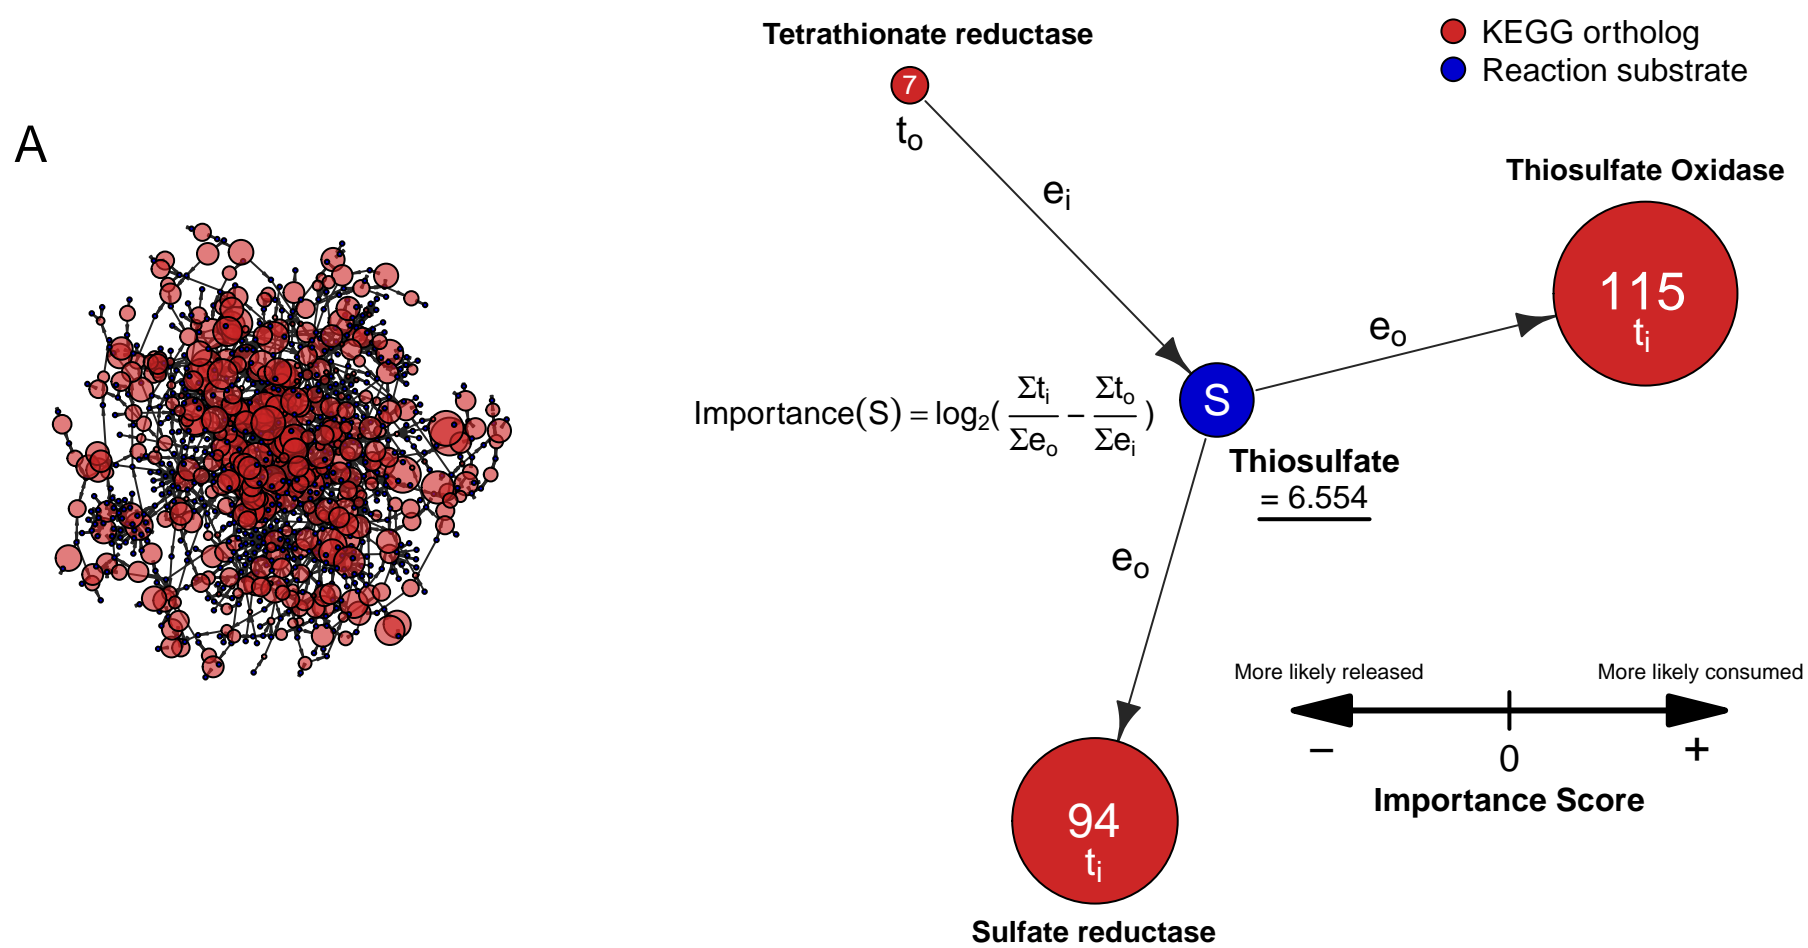 Tetrathionate reductase
KEGG ortholog
Reaction substrate
7
t₀
A
eᵢ
Thiosulfate Oxidase
115
tᵢ
eₒ
Importance(S) = log₂( Σtᵢ / Σeₒ − Σtₒ / Σeᵢ )
S
Thiosulfate
= 6.554
eₒ
More likely released
More likely consumed
−
0
+
Importance Score
94
tᵢ
Sulfate reductase